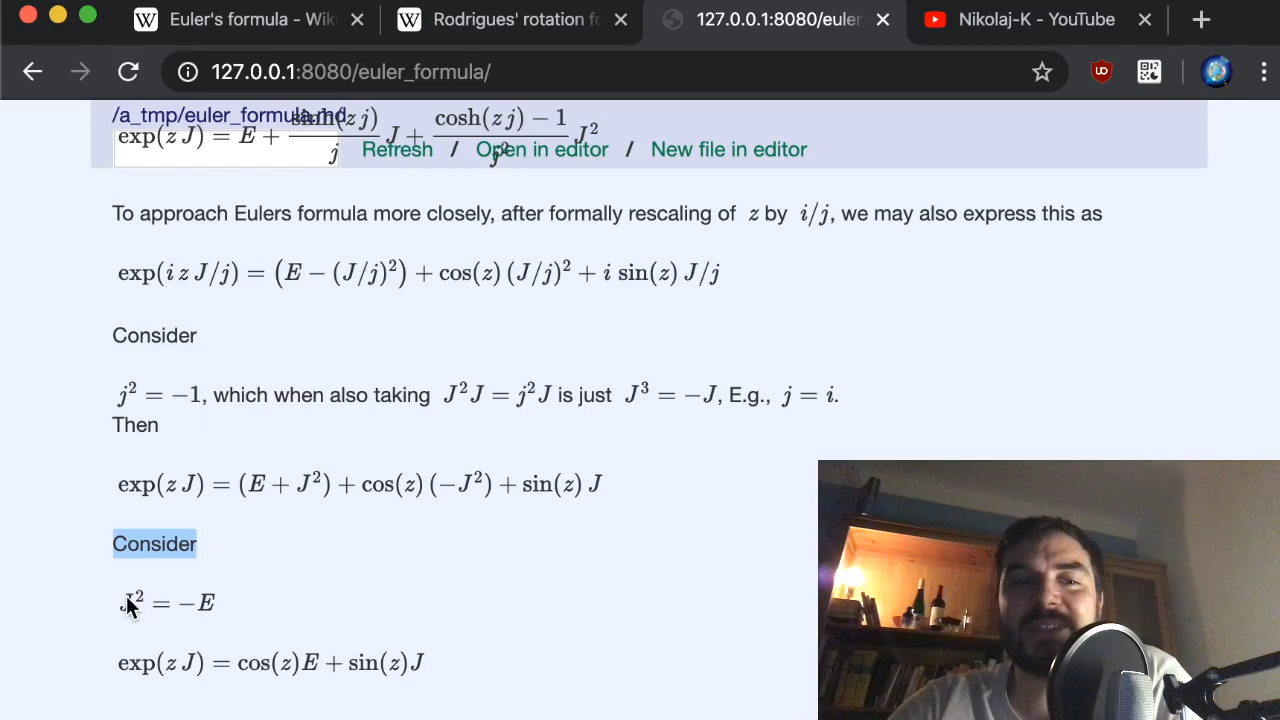 Euler's formula - Wiki
Rodrigues' rotation fo
127.0.0.1:8080/euler
Nikolaj-K - YouTube
127.0.0.1:8080/euler_formula/
/a_tmp/euler_formula.md
exp(z J) = E + sinh(z j)/j J + cosh(z j) − 1/j² J²
Refresh / Open in editor / New file in editor
To approach Eulers formula more closely, after formally rescaling of z by i/j, we may also express this as
exp(i z J/j) = (E − (J/j)²) + cos(z) (J/j)² + i sin(z) J/j
Consider
j² = −1, which when also taking J²J = j²J is just J³ = −J, E.g., j = i.
Then
exp(z J) = (E + J²) + cos(z) (−J²) + sin(z) J
Consider
J² = −E
exp(z J) = cos(z)E + sin(z)J